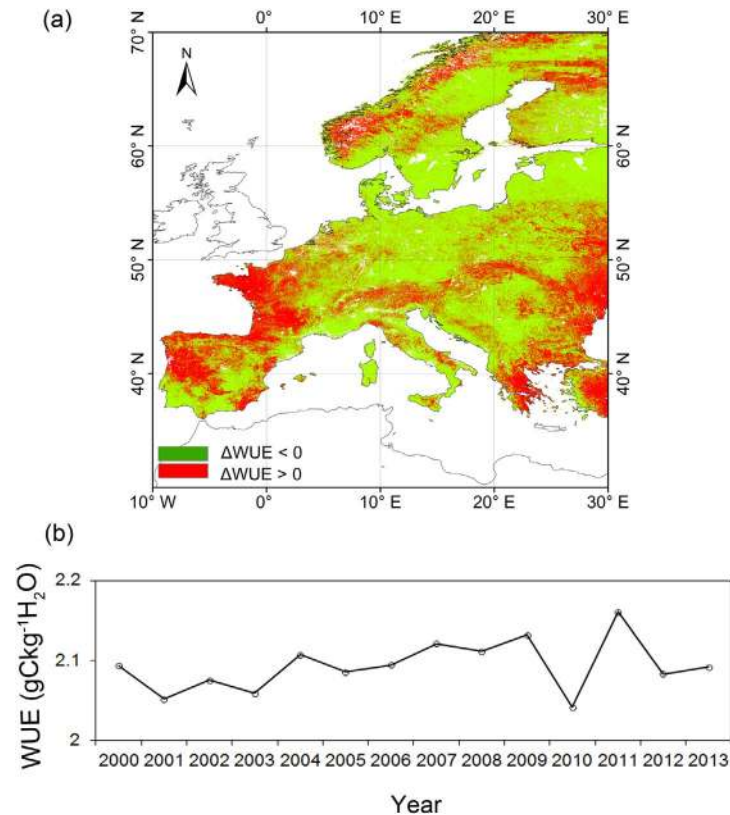 (a)
10° W 0° 10° E 20° E 30° E
70° N
60° N
50° N
40° N
70° N
60° N
50° N
40° N
N
ΔWUE < 0
ΔWUE > 0
10° W 0° 10° E 20° E 30° E
(b)
WUE (gCkg⁻¹H₂O)
2.2
2.1
2
2000 2001 2002 2003 2004 2005 2006 2007 2008 2009 2010 2011 2012 2013
Year